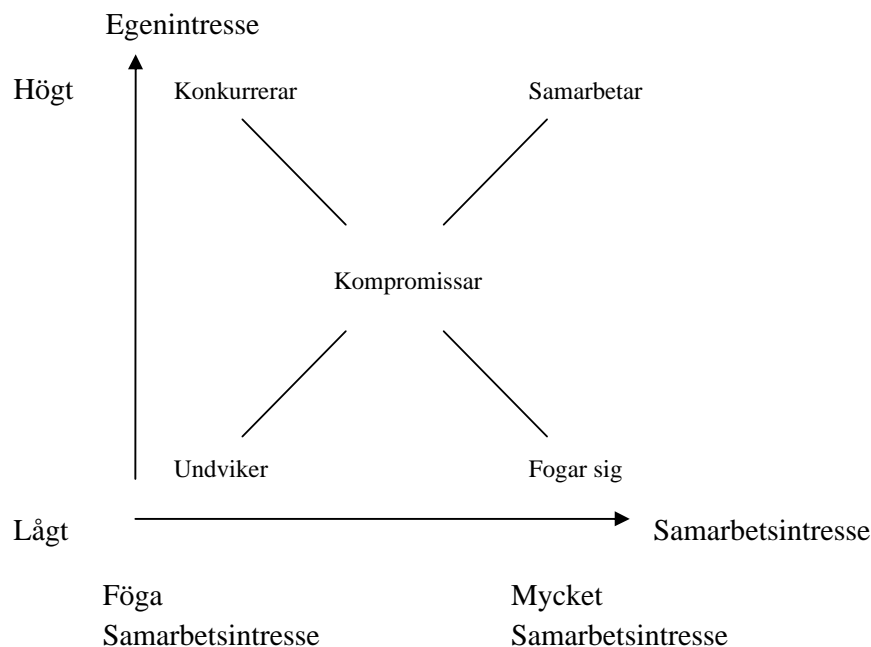 Egenintresse
Högt
Konkurrerar
Samarbetar
Kompromissar
Undviker
Fogar sig
Lågt
Samarbetsintresse
Föga
Samarbetsintresse
Mycket
Samarbetsintresse